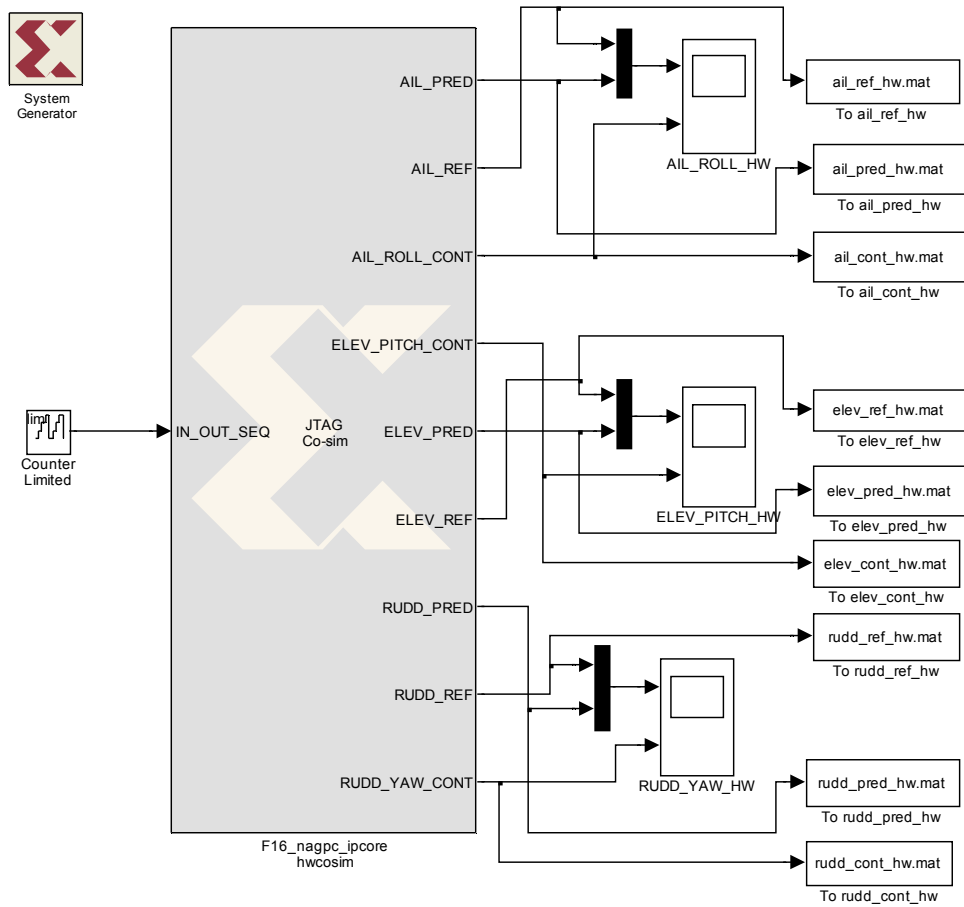 System
Generator
lim
Counter
Limited
IN_OUT_SEQ
JTAG
Co-sim
AIL_PRED
AIL_REF
AIL_ROLL_CONT
ELEV_PITCH_CONT
ELEV_PRED
ELEV_REF
RUDD_PRED
RUDD_REF
RUDD_YAW_CONT
F16_nagpc_ipcore
hwcosim
AIL_ROLL_HW
ELEV_PITCH_HW
RUDD_YAW_HW
ail_ref_hw.mat
To ail_ref_hw
ail_pred_hw.mat
To ail_pred_hw
ail_cont_hw.mat
To ail_cont_hw
elev_ref_hw.mat
To elev_ref_hw
elev_pred_hw.mat
To elev_pred_hw
elev_cont_hw.mat
To elev_cont_hw
rudd_ref_hw.mat
To rudd_ref_hw
rudd_pred_hw.mat
To rudd_pred_hw
rudd_cont_hw.mat
To rudd_cont_hw